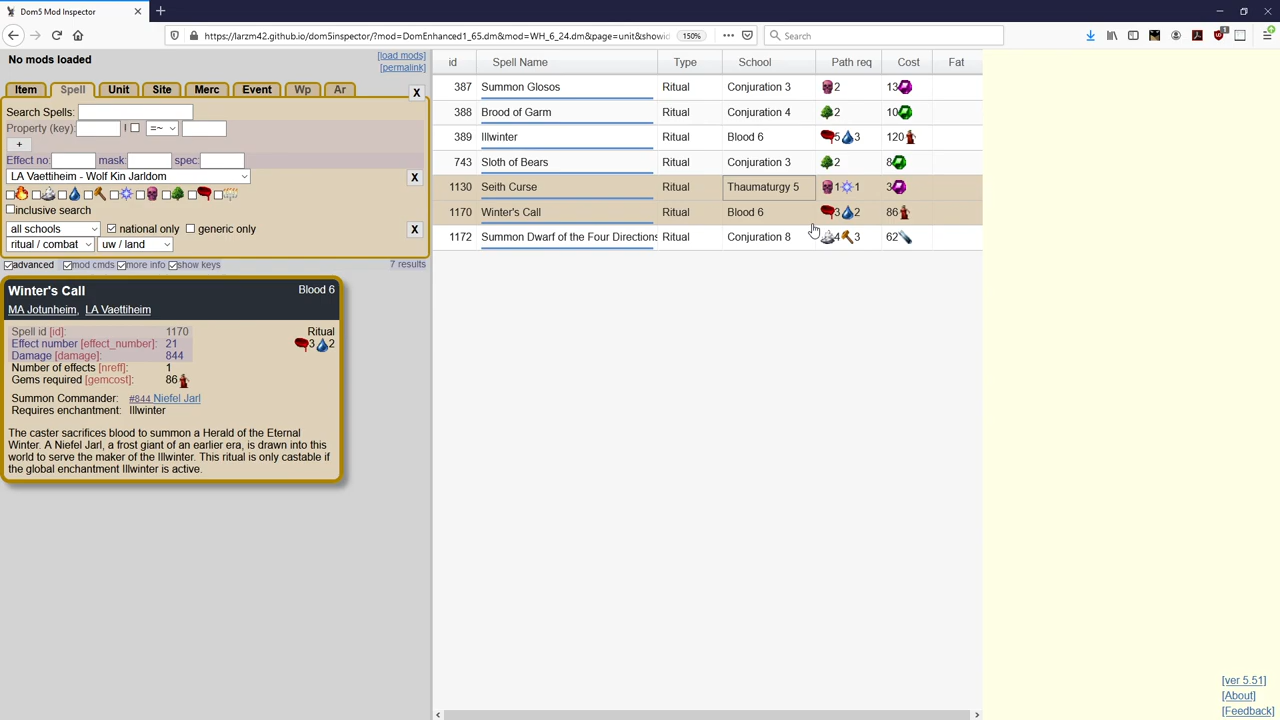 Dom5 Mod Inspector
https://larzm42.github.io/dom5inspector/?mod=DomEnhanced1_65.dm&mod=WH_6_24.dm&page=unit&showid
150%
Search
No mods loaded
[load mods]
[permalink]
Item Spell Unit Site Merc Event Wp Ar X
Search Spells:
Property (key): ! =~
+
Effect no: mask: spec:
LA Vaettiheim - Wolf Kin Jarldom X
inclusive search
all schools national only generic only X
ritual / combat uw / land
advanced mod cmds more info show keys 7 results
Winter's Call Blood 6
MA Jotunheim, LA Vaettiheim
Spell id [id]: 1170 Ritual
Effect number [effect_number]: 21 3 2
Damage [damage]: 844
Number of effects [nreff]: 1
Gems required [gemcost]: 86
Summon Commander: #844 Niefel Jarl
Requires enchantment: Illwinter
The caster sacrifices blood to summon a Herald of the Eternal
Winter. A Niefel Jarl, a frost giant of an earlier era, is drawn into this
world to serve the maker of the Illwinter. This ritual is only castable if
the global enchantment Illwinter is active.
id Spell Name Type School Path req Cost Fat
387 Summon Glosos Ritual Conjuration 3 2 13
388 Brood of Garm Ritual Conjuration 4 2 10
389 Illwinter Ritual Blood 6 5 3 120
743 Sloth of Bears Ritual Conjuration 3 2 8
1130 Seith Curse Ritual Thaumaturgy 5 1 1 3
1170 Winter's Call Ritual Blood 6 3 2 86
1172 Summon Dwarf of the Four Directions Ritual Conjuration 8 4 3 62
[ver 5.51]
[About]
[Feedback]